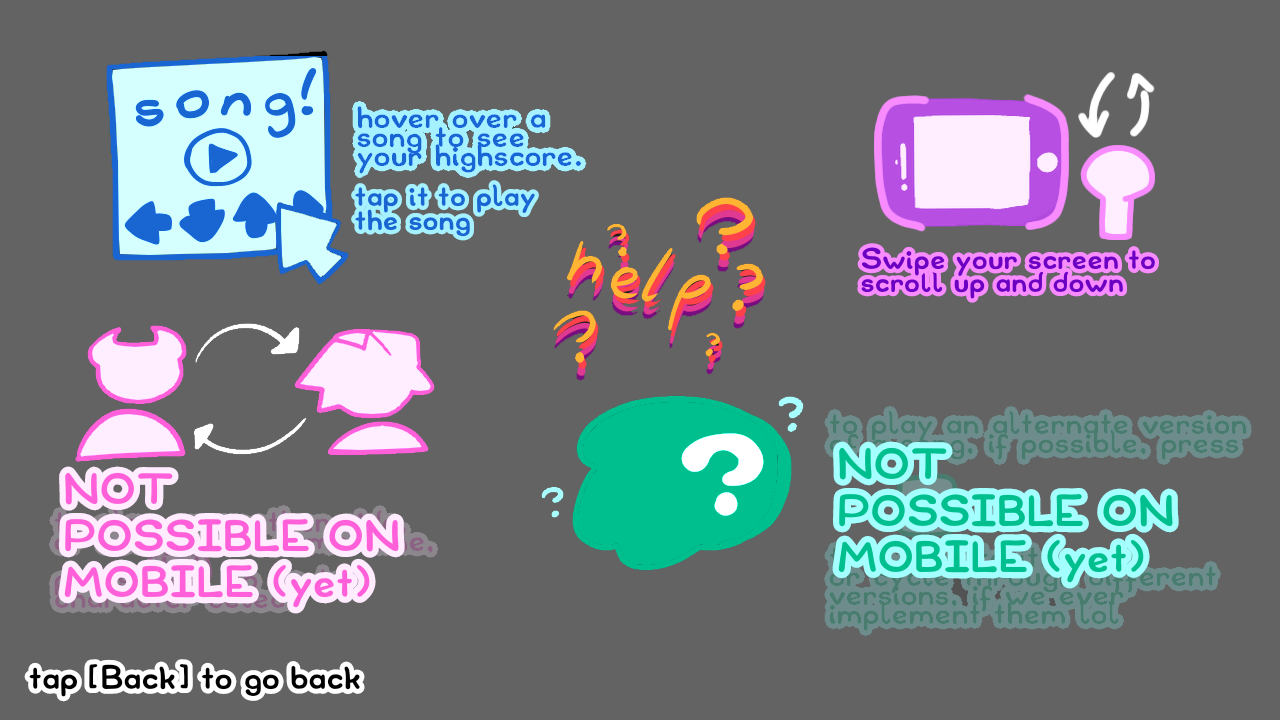 song!
hover over a
song to see
your highscore.
tap it to play
the song
help?
Swipe your screen to
scroll up and down
NOT
POSSIBLE ON
MOBILE (yet)
to play an alternate version
if possible, press
NOT
POSSIBLE ON
MOBILE (yet)
different
versions. if we ever
implement them lol
tap [Back] to go back